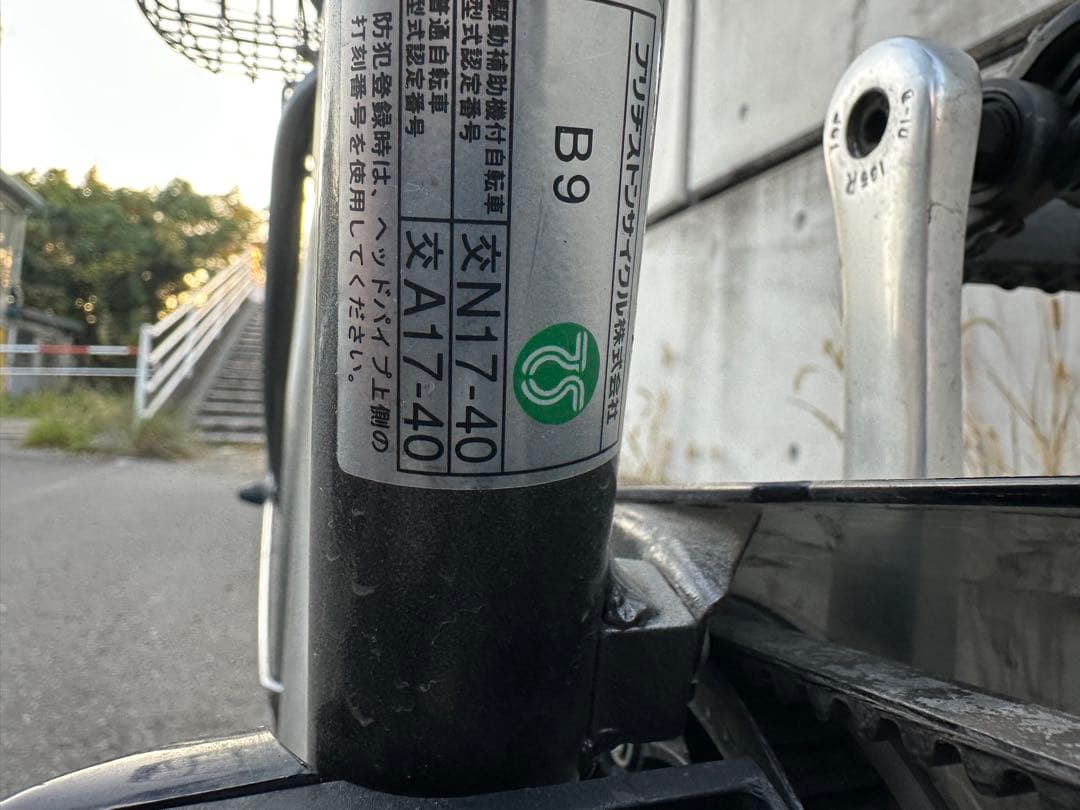 ブリヂストンサイクル株式会社
B9
TS
駆動補助機付自転車
型式認定番号
交N17-40
普通自転車
型式認定番号
交A17-40
防犯登録時は、ヘッドパイプ上側の
打刻番号を使用してください。
165R